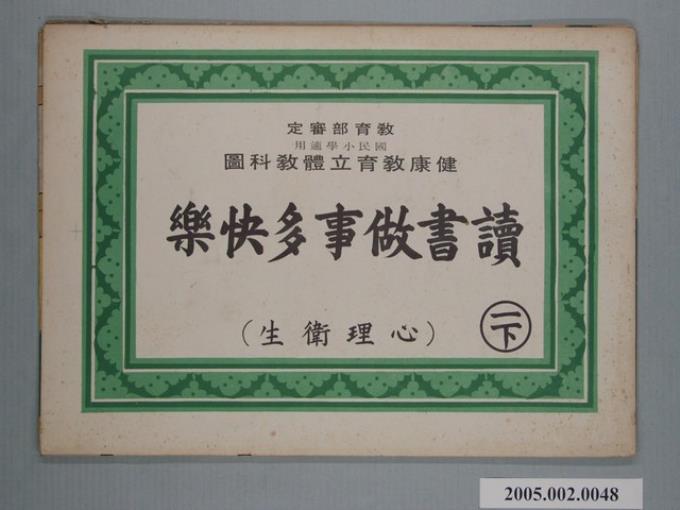 教育部審定
國民小學適用
健康教育立體教科圖
讀書做事多快樂
(心理衛生)
一下
2005.002.0048